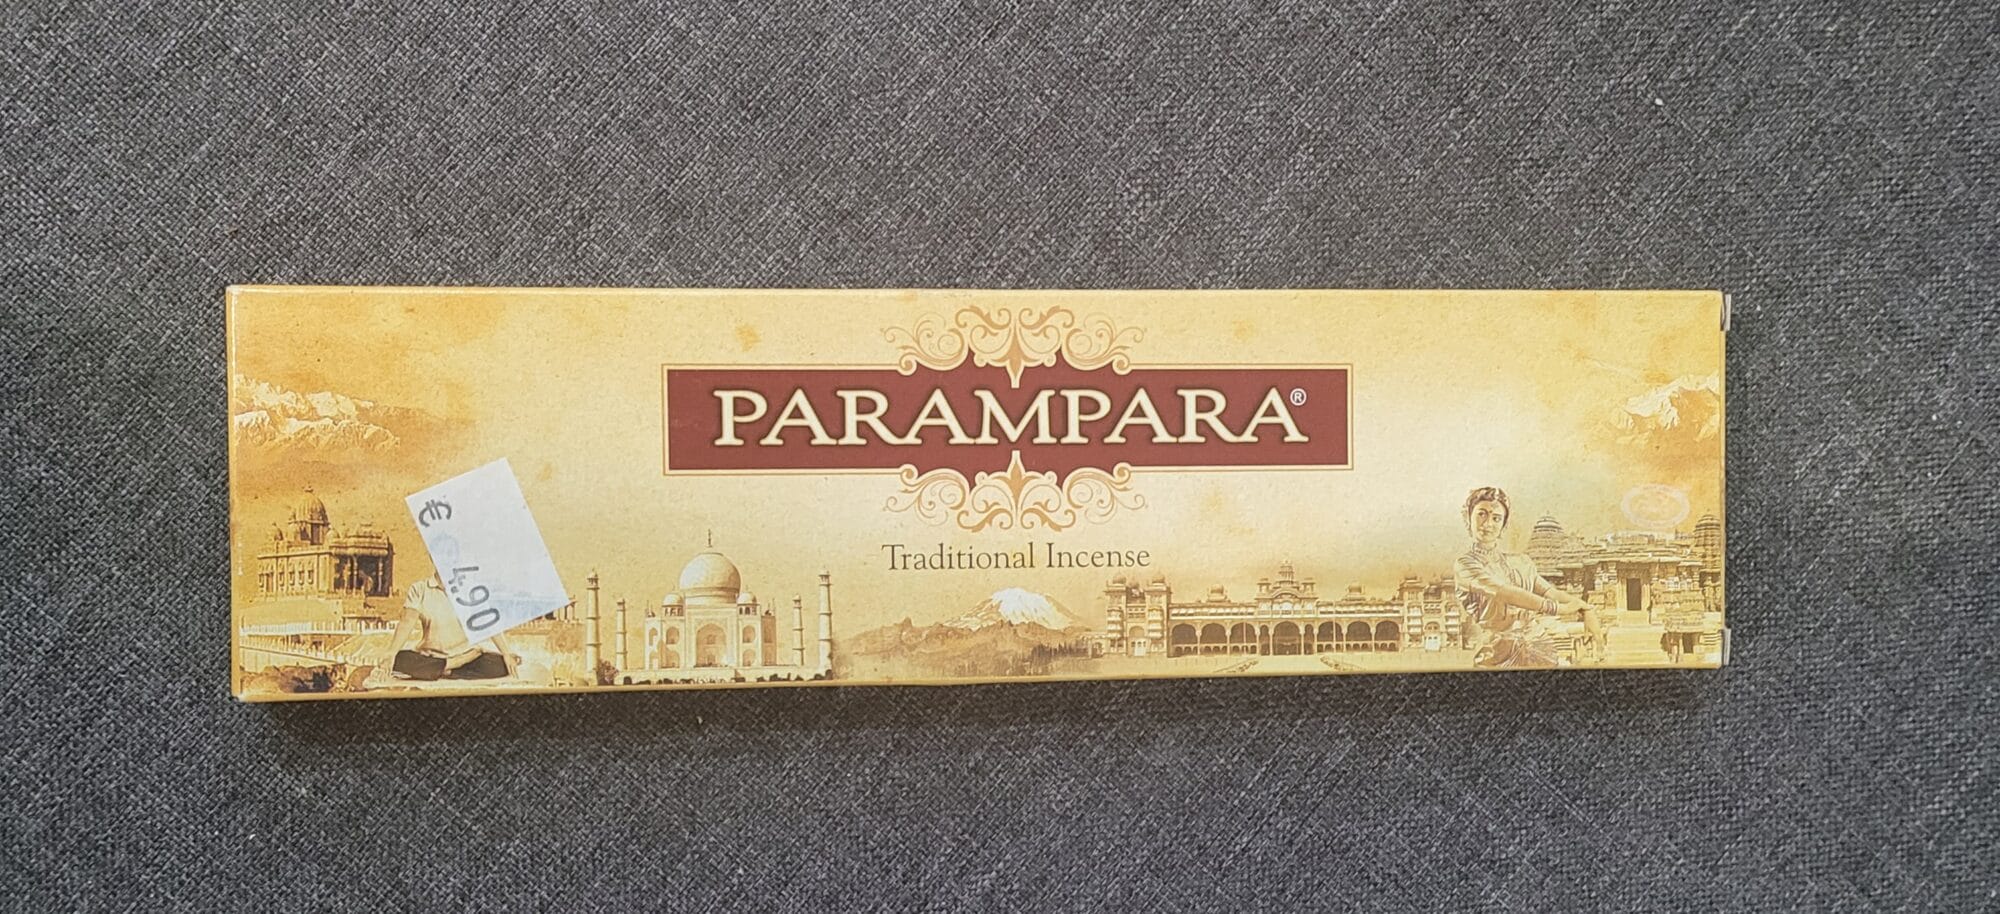 PARAMPARA®
Traditional Incense
€ 4.90